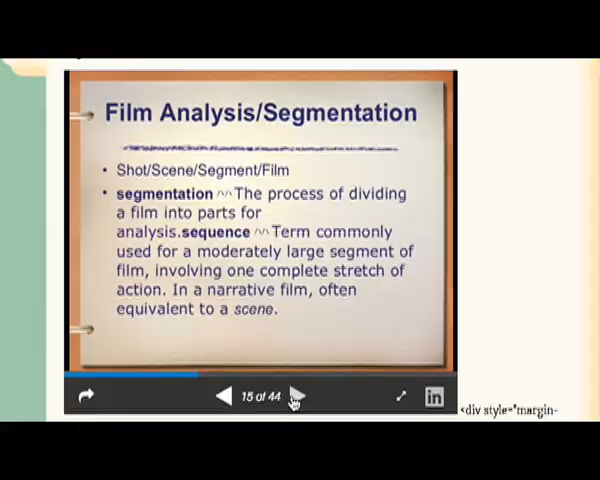 Film Analysis/Segmentation
• Shot/Scene/Segment/Film
• segmentation ^^ The process of dividing
a film into parts for
analysis.sequence ^^ Term commonly
used for a moderately large segment of
film, involving one complete stretch of
action. In a narrative film, often
equivalent to a scene.
15 of 44
in
<div style="margin-